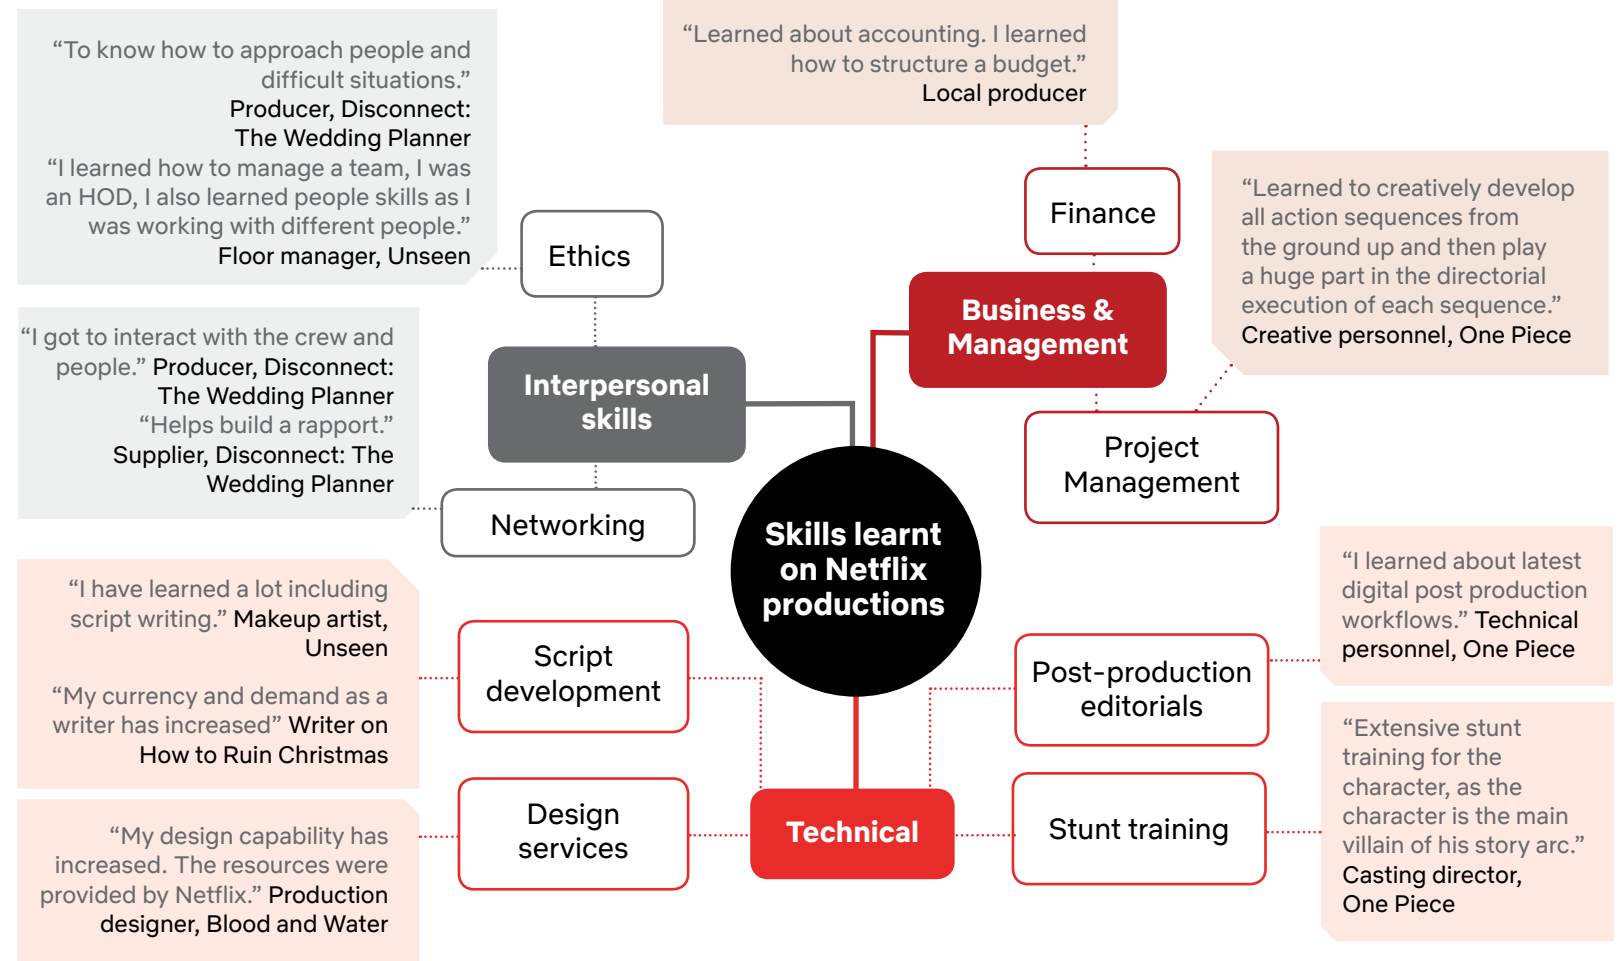 “To know how to approach people and
difficult situations.”
Producer, Disconnect:
The Wedding Planner
“I learned how to manage a team, I was
an HOD, I also learned people skills as I
was working with different people.”
Floor manager, Unseen
Ethics
“I got to interact with the crew and
people.” Producer, Disconnect:
The Wedding Planner
“Helps build a rapport.”
Supplier, Disconnect: The
Wedding Planner
Interpersonal
skills
Networking
“Learned about accounting. I learned
how to structure a budget.”
Local producer
Finance
Business &
Management
“Learned to creatively develop
all action sequences from
the ground up and then play
a huge part in the directorial
execution of each sequence.”
Creative personnel, One Piece
Project
Management
Skills learnt
on Netflix
productions
“I have learned a lot including
script writing.” Makeup artist,
Unseen
“My currency and demand as a
writer has increased” Writer on
How to Ruin Christmas
Script
development
“My design capability has
increased. The resources were
provided by Netflix.” Production
designer, Blood and Water
Design
services
Technical
Post-production
editorials
“I learned about latest
digital post production
workflows.” Technical
personnel, One Piece
Stunt training
“Extensive stunt
training for the
character, as the
character is the main
villain of his story arc.”
Casting director,
One Piece